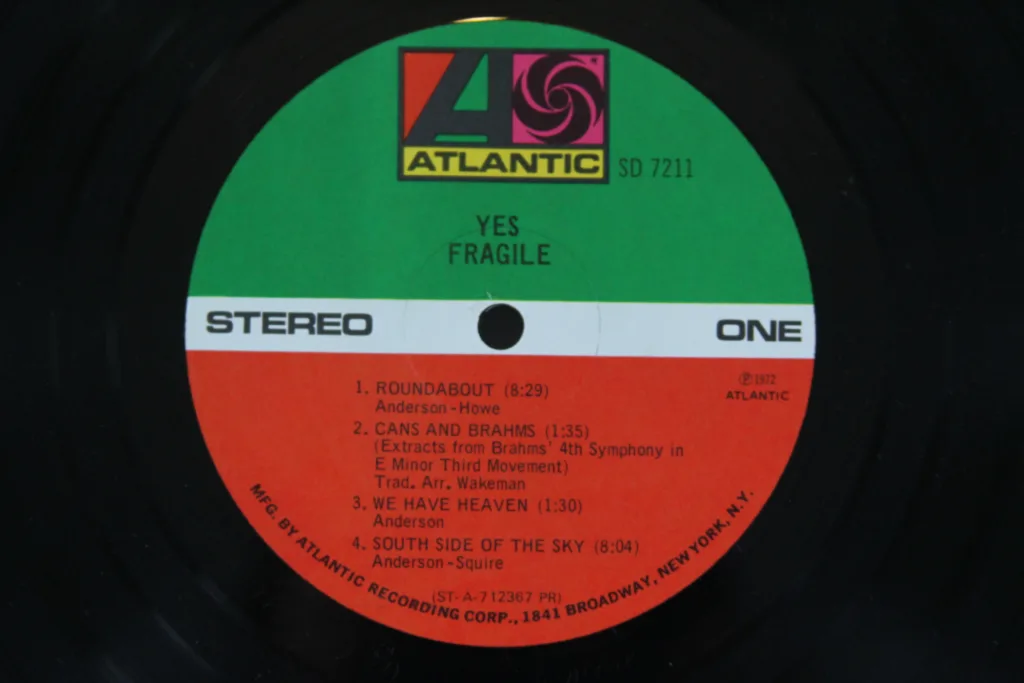 ATLANTIC
SD 7211
YES
FRAGILE
STEREO
ONE
℗ 1972
ATLANTIC
1. ROUNDABOUT (8:29)
Anderson-Howe
2. CANS AND BRAHMS (1:35)
(Extracts from Brahms' 4th Symphony in
E Minor Third Movement)
Trad. Arr. Wakeman
3. WE HAVE HEAVEN (1:30)
Anderson
4. SOUTH SIDE OF THE SKY (8:04)
Anderson-Squire
(ST-A-712367 PR)
MFG. BY ATLANTIC RECORDING CORP., 1841 BROADWAY, NEW YORK, N.Y.